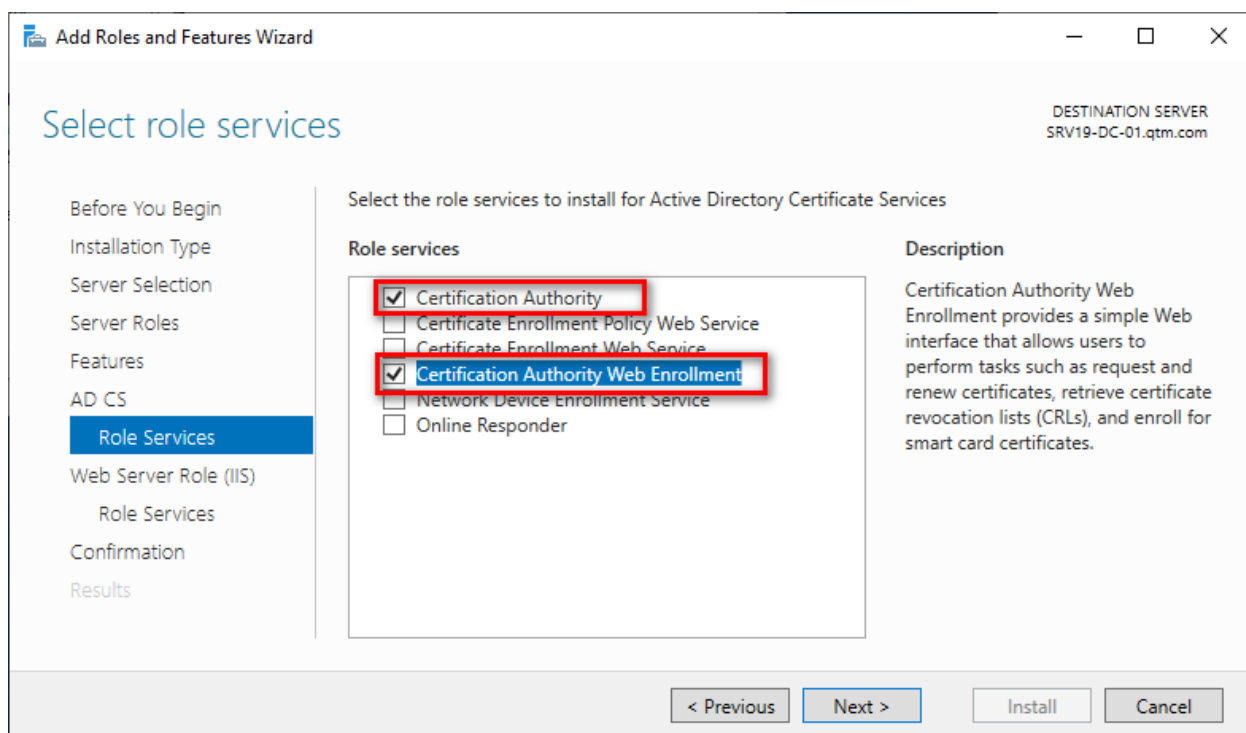 Add Roles and Features Wizard
Select role services
DESTINATION SERVER
SRV19-DC-01.qtm.com
Before You Begin
Installation Type
Server Selection
Server Roles
Features
AD CS
Role Services
Web Server Role (IIS)
Role Services
Confirmation
Results
Select the role services to install for Active Directory Certificate Services
Role services
Certification Authority
Certificate Enrollment Policy Web Service
Certificate Enrollment Web Service
Certification Authority Web Enrollment
Network Device Enrollment Service
Online Responder
Description
Certification Authority Web
Enrollment provides a simple Web
interface that allows users to
perform tasks such as request and
renew certificates, retrieve certificate
revocation lists (CRLs), and enroll for
smart card certificates.
< Previous
Next >
Install
Cancel